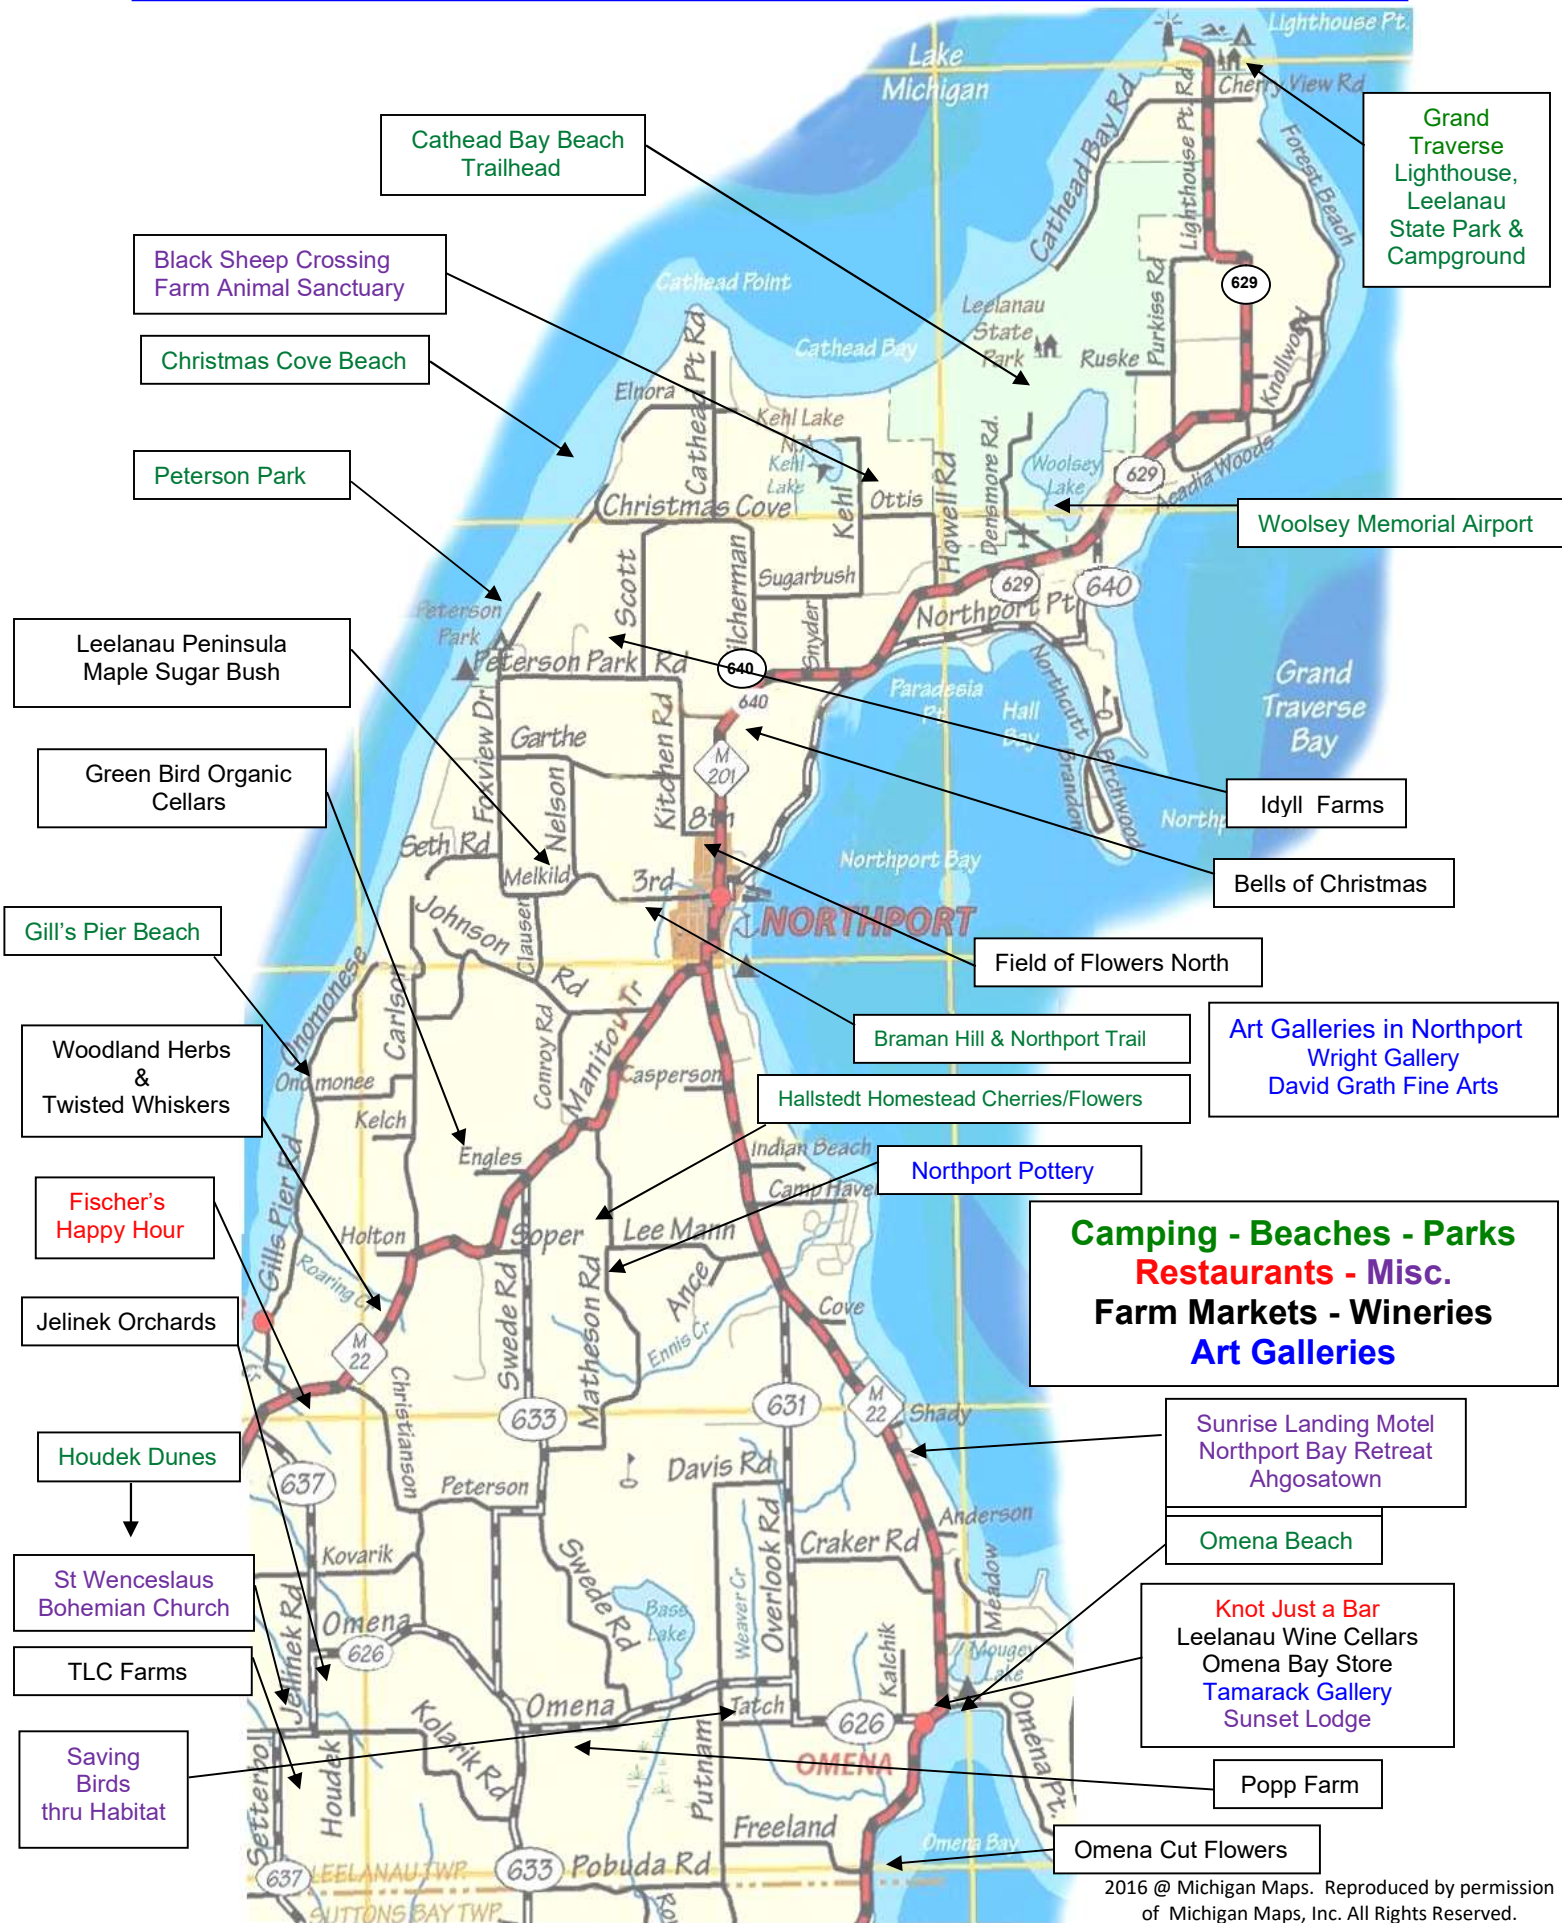 Lighthouse Pt.
Lake
Michigan
Cherry View Rd
Cathead Bay Rd
Lighthouse Pt. Rd
Forest Beach
Grand
Traverse
Lighthouse,
Leelanau
State Park &
Campground
Cathead Bay Beach
Trailhead
Black Sheep Crossing
Farm Animal Sanctuary
Cathead Point
629
Leelanau
State
Park
Purkiss Rd
Christmas Cove Beach
Cathead Bay
Ruske
Knollwood
Elnora
Cathead Pt Rd
Kehl Lake
Kehl
Lake
Peterson Park
Woolsey
Lake
629
Acadia Woods
Christmas Cove
Kehl
Ottis
Howell Rd
Densmore Rd.
Woolsey Memorial Airport
Scott
Sugarbush
629
640
Peterson
Park
Snyder
Northport Pt
Leelanau Peninsula
Maple Sugar Bush
Peterson Park Rd
640
640
Paradesia
Pt
Hall
Bay
Northcutt
Brandon
Birchwood
Grand
Traverse
Bay
Foxview Dr
Garthe
Kitchen Rd
M
201
Green Bird Organic
Cellars
Nelson
Idyll Farms
8th
Seth Rd
Melkild
3rd
Northport Bay
Bells of Christmas
Johnson
Rd
Clausen
NORTHPORT
Gill's Pier Beach
Field of Flowers North
Onomonese
Carlson
Conroy Rd
Manitou Tr
Braman Hill & Northport Trail
Art Galleries in Northport
Wright Gallery
David Grath Fine Arts
Woodland Herbs
&
Twisted Whiskers
Onomonee
Casperson
Kelch
Hallstedt Homestead Cherries/Flowers
Engles
Indian Beach
Northport Pottery
Gills Pier Rd
Fischer's
Happy Hour
Camp Haven
Holton
Soper
Lee Mann
Camping - Beaches - Parks
Restaurants - Misc.
Farm Markets - Wineries
Art Galleries
Roaring Cr
Swede Rd
Matheson Rd
Ance
Jelinek Orchards
Cove
Ennis Cr
M
22
Christianson
633
631
M
22
Shady
Sunrise Landing Motel
Northport Bay Retreat
Ahgosatown
Houdek Dunes
637
Peterson
Davis Rd
Anderson
Omena Beach
Kovarik
Swede Rd
Craker Rd
Overlook Rd
Weaver Cr
Meadow
St Wenceslaus
Bohemian Church
Jelinek Rd
Omena
626
Bass
Lake
Kalchik
Mougey
Lake
Knot Just a Bar
Leelanau Wine Cellars
Omena Bay Store
Tamarack Gallery
Sunset Lodge
TLC Farms
Kolarik Rd
Omena
Tatch
626
Omena Pt.
Saving
Birds
thru Habitat
Houdek
Putnam
OMENA
Popp Farm
Freeland
Omena Bay
Omena Cut Flowers
637
LEELANAU TWP.
633
Pobuda Rd
SUTTONS BAY TWP.
2016 @ Michigan Maps. Reproduced by permission
of Michigan Maps, Inc. All Rights Reserved.